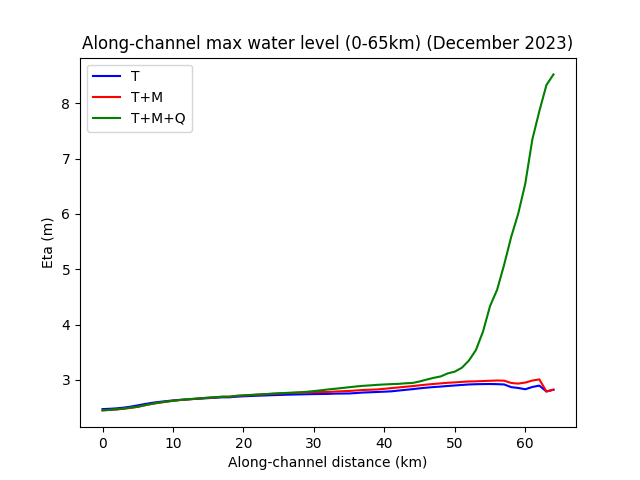 Along-channel max water level (0-65km) (December 2023)
T
T+M
T+M+Q
Eta (m)
8
7
6
5
4
3
0 10 20 30 40 50 60
Along-channel distance (km)